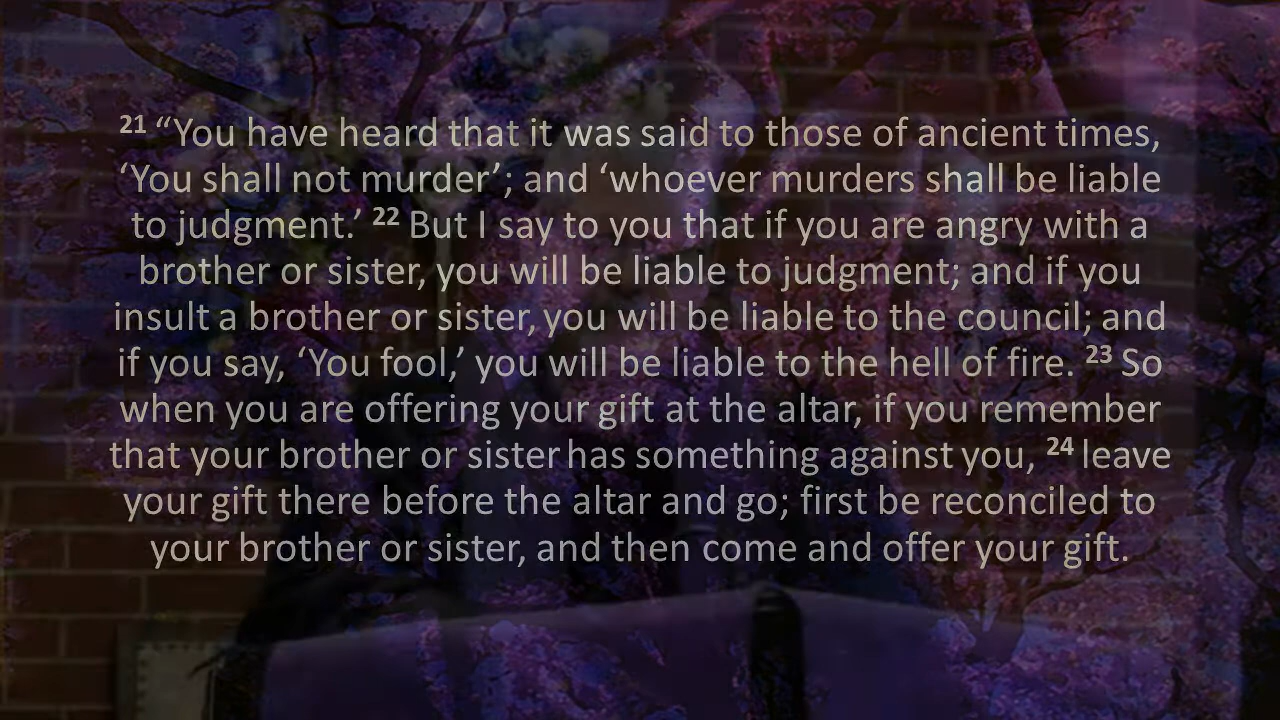 21 “You have heard that it was said to those of ancient times,
‘You shall not murder’; and ‘whoever murders shall be liable
to judgment.’ 22 But I say to you that if you are angry with a
brother or sister, you will be liable to judgment; and if you
insult a brother or sister, you will be liable to the council; and
if you say, ‘You fool,’ you will be liable to the hell of fire. 23 So
when you are offering your gift at the altar, if you remember
that your brother or sister has something against you, 24 leave
your gift there before the altar and go; first be reconciled to
your brother or sister, and then come and offer your gift.